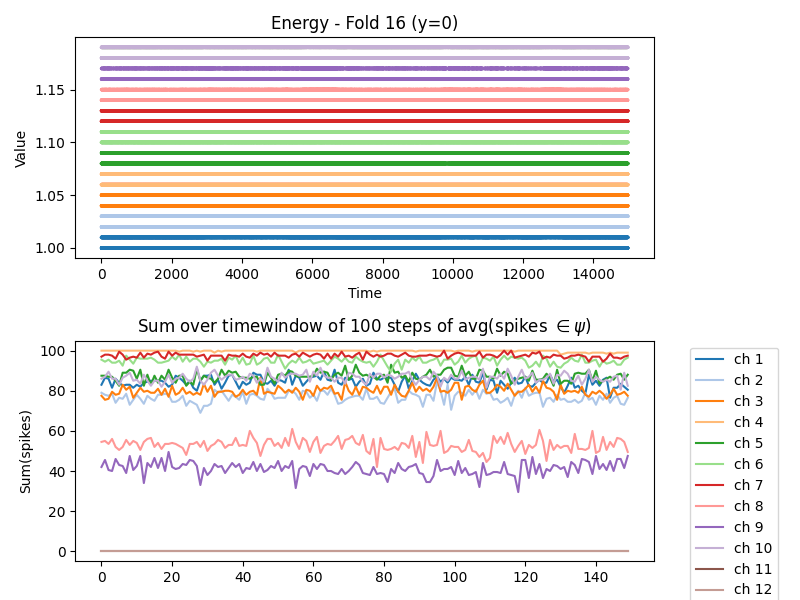 Energy - Fold 16 (y=0)
Value
1.15
1.10
1.05
1.00
0 2000 4000 6000 8000 10000 12000 14000
Time
Sum over timewindow of 100 steps of avg(spikes ∈ ψ)
Sum(spikes)
100
80
60
40
20
0
0 20 40 60 80 100 120 140
ch 1
ch 2
ch 3
ch 4
ch 5
ch 6
ch 7
ch 8
ch 9
ch 10
ch 11
ch 12